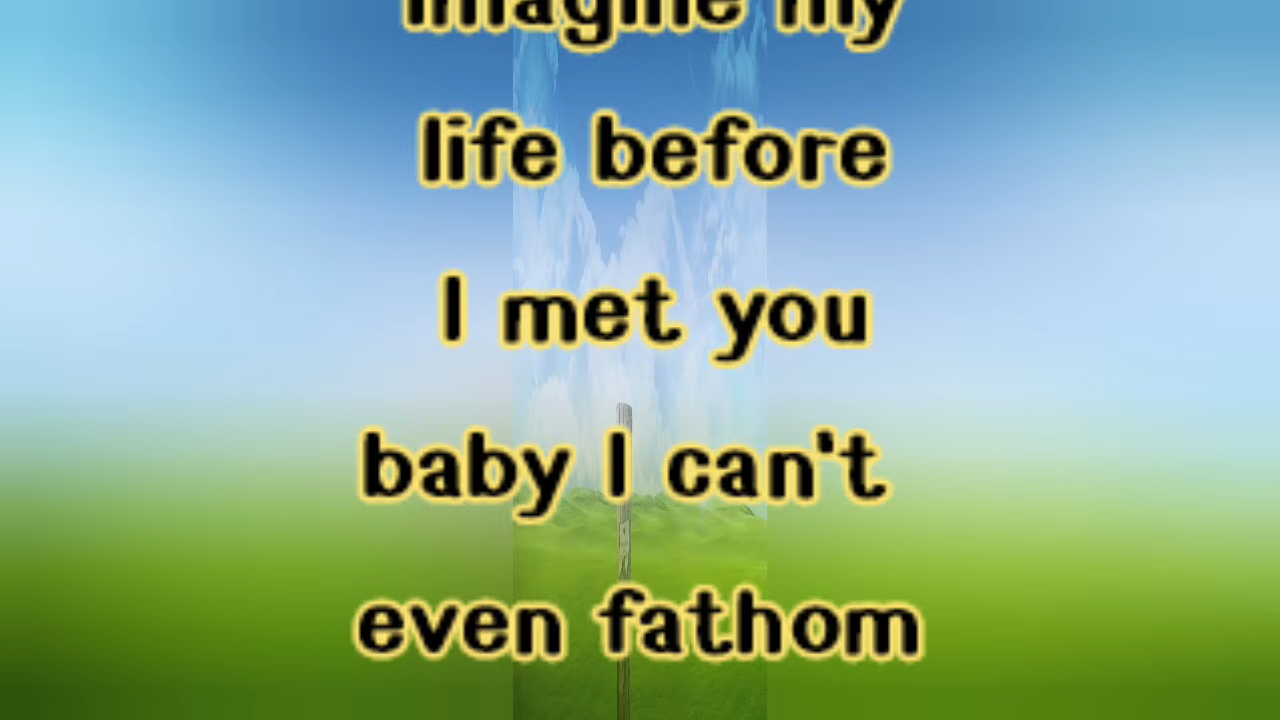 imagine my
life before
I met you
baby I can't
even fathom